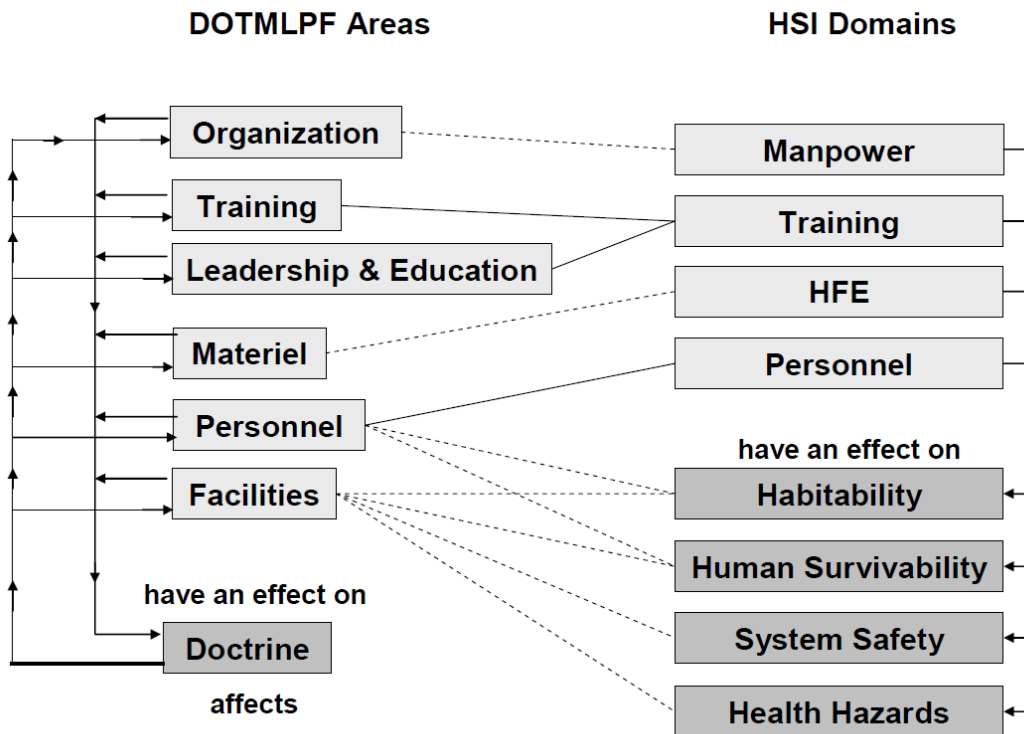 DOTMLPF Areas
HSI Domains
Organization
Training
Leadership & Education
Materiel
Personnel
Facilities
have an effect on
Doctrine
affects
Manpower
Training
HFE
Personnel
have an effect on
Habitability
Human Survivability
System Safety
Health Hazards